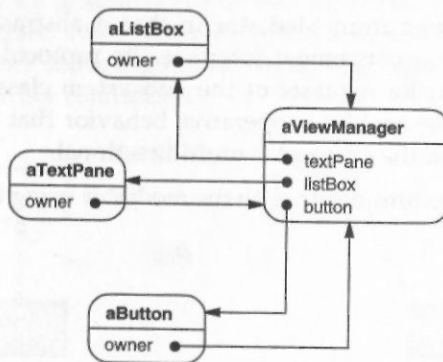 aListBox
owner
aViewManager
textPane
listBox
button
aTextPane
owner
aButton
owner